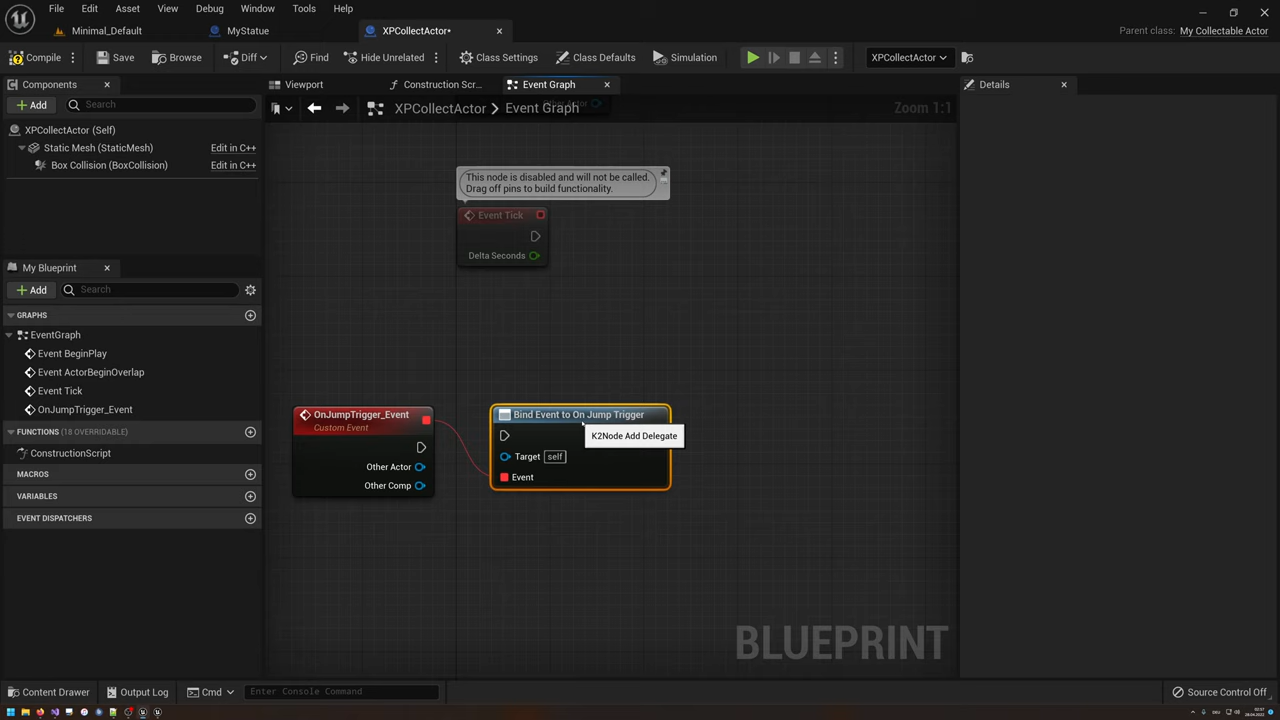 File Edit Asset View Debug Window Tools Help
Minimal_Default MyStatue XPCollectActor•
Parent class: My Collectable Actor
Compile Save Browse Diff Find Hide Unrelated Class Settings Class Defaults Simulation XPCollectActor
Components Viewport Construction Scr... Event Graph Details
Add Search
XPCollectActor > Event Graph Zoom 1:1
XPCollectActor (Self)
Static Mesh (StaticMesh) Edit in C++
Box Collision (BoxCollision) Edit in C++
This node is disabled and will not be called.
Drag off pins to build functionality.
Event Tick
Delta Seconds
My Blueprint
Add Search
GRAPHS
EventGraph
Event BeginPlay
Event ActorBeginOverlap
Event Tick
OnJumpTrigger_Event
FUNCTIONS (18 OVERRIDABLE)
ConstructionScript
MACROS
VARIABLES
EVENT DISPATCHERS
OnJumpTrigger_Event
Custom Event
Other Actor
Other Comp
Bind Event to On Jump Trigger
K2Node Add Delegate
Target self
Event
BLUEPRINT
Content Drawer Output Log Cmd Enter Console Command Source Control Off
DEU